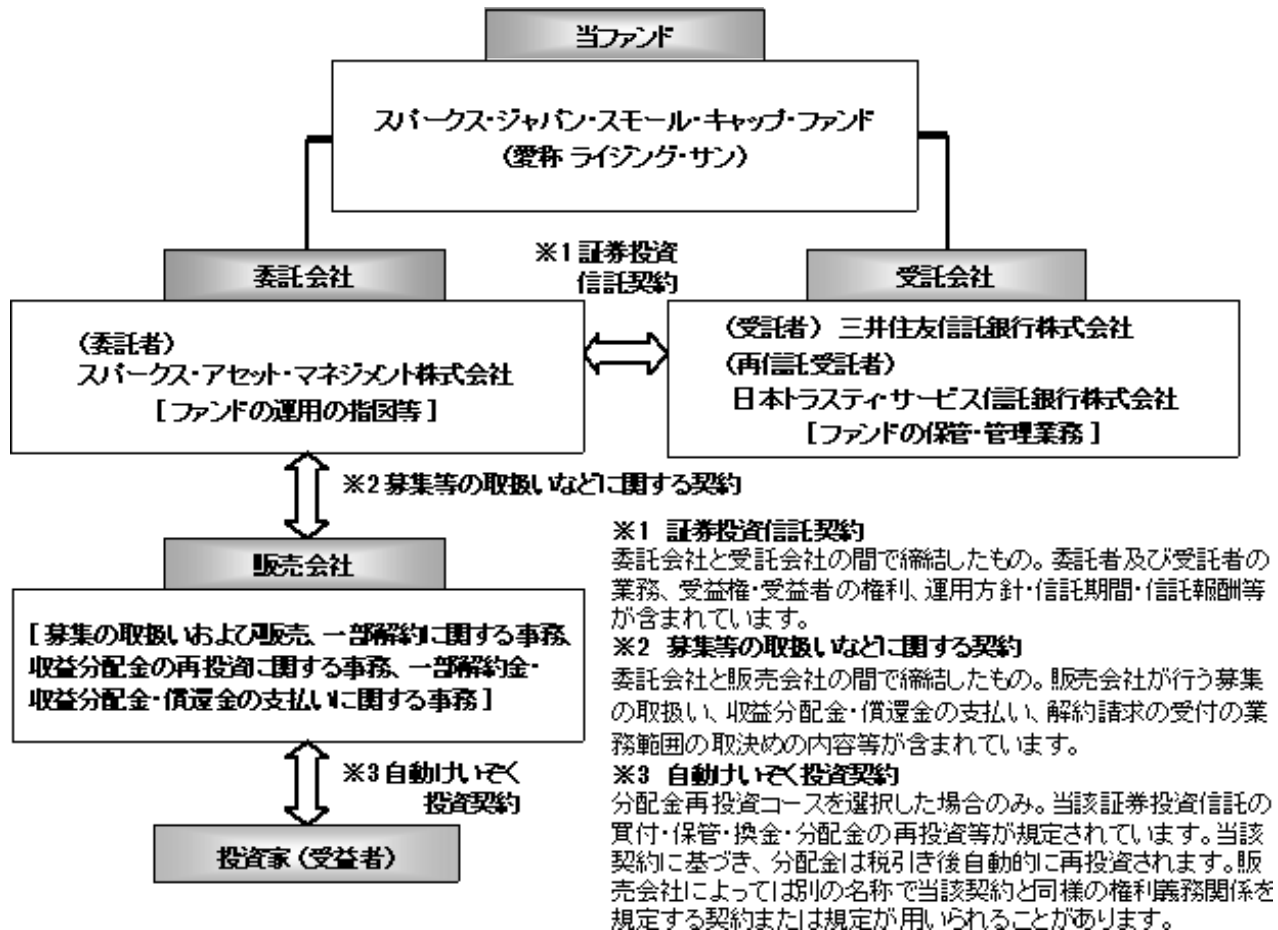 当ファンド
スパークス・ジャパン・スモール・キャップ・ファンド
（愛称 ライジング・サン）
※1 証券投資
信託契約
委託会社
（委託者）
スパークス・アセット・マネジメント株式会社
［ファンドの運用の指図等］
受託会社
（受託者） 三井住友信託銀行株式会社
（再信託受託者）
日本トラスティ・サービス信託銀行株式会社
［ファンドの保管・管理業務］
※2 募集等の取扱いなどに関する契約
販売会社
［募集の取扱いおよび販売、一部解約に関する事務、
収益分配金の再投資に関する事務、一部解約金・
収益分配金・償還金の支払いに関する事務］
※3 自動けいぞく
投資契約
投資家（受益者）
※1 証券投資信託契約
委託会社と受託会社の間で締結したもの。委託者及び受託者の
業務、受益権・受益者の権利、運用方針・信託期間・信託報酬等
が含まれています。
※2 募集等の取扱いなどに関する契約
委託会社と販売会社の間で締結したもの。販売会社が行う募集
の取扱い、収益分配金・償還金の支払い、解約請求の受付の業
務範囲の取決めの内容等が含まれています。
※3 自動けいぞく投資契約
分配金再投資コースを選択した場合のみ。当該証券投資信託の
買付・保管・換金・分配金の再投資等が規定されています。当該
契約に基づき、分配金は税引き後自動的に再投資されます。販
売会社によっては別の名称で当該契約と同様の権利義務関係を
規定する契約または規定が用いられることがあります。